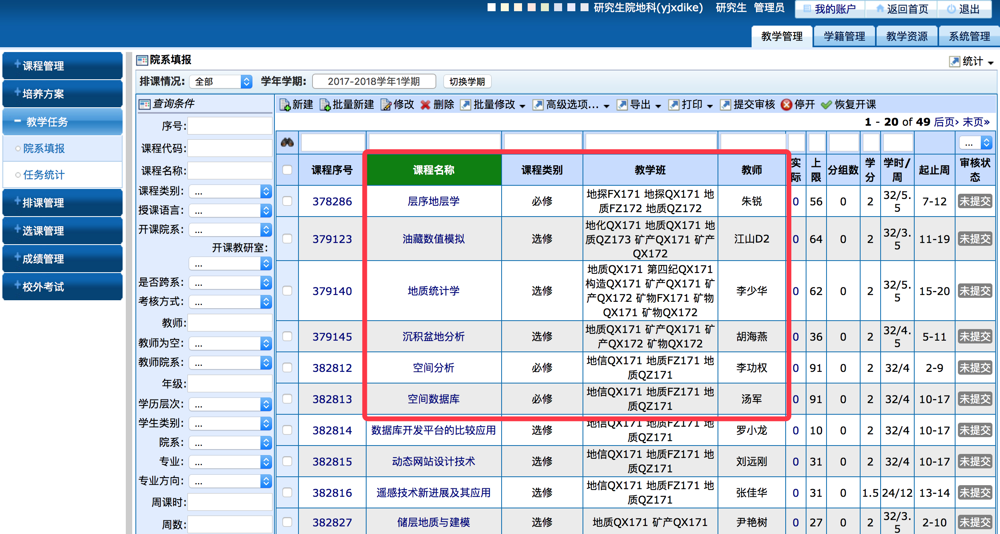 研究生院地科(yjxdike) 研究生 管理员 我的账户 返回首页 退出
教学管理 学籍管理 教学资源 系统管理
课程管理
培养方案
教学任务
院系填报
任务统计
排课管理
选课管理
成绩管理
校外考试
院系填报 统计
排课情况: 全部 学年学期: 2017-2018学年1学期 切换学期
查询条件
序号:
课程代码:
课程名称:
课程类别: ...
授课语言: ...
开课院系: ...
开课教研室:
...
是否跨系: ...
考核方式: ...
教师:
教师为空: ...
教师院系: ...
年级:
学历层次: ...
学生类别: ...
院系: ...
专业: ...
专业方向: ...
周课时:
周数:
新建 批量新建 修改 删除 批量修改 高级选项... 导出 打印 提交审核 停开 恢复开课
1 - 20 of 49 后页› 末页»
...
课程序号 课程名称 课程类别 教学班 教师 实际 上限 分组数 学分 学时/周 起止周 审核状态
378286 层序地层学 必修 地探FX171 地探QX171 地质FZ172 地质QZ172 朱锐 0 56 0 2 32/5.5 7-12 未提交
379123 油藏数值模拟 选修 地化QX171 地质QX171 地质QZ173 矿产QX171 矿产QX172 江山D2 0 64 0 2 32/3.5 11-19 未提交
379140 地质统计学 选修 地质QX171 第四纪QX171 构造QX171 矿产QX171 矿产QX172 矿物FX171 矿物QX171 矿物QX172 李少华 0 62 0 2 32/5.5 15-20 未提交
379145 沉积盆地分析 选修 地质QX171 矿产QX171 矿产QX172 矿物QX172 胡海燕 0 36 0 2 32/4.5 5-11 未提交
382812 空间分析 必修 地信QX171 地质FZ171 地质QZ171 李功权 0 91 0 2 32/4 2-9 未提交
382813 空间数据库 必修 地信QX171 地质FZ171 地质QZ171 汤军 0 91 0 2 32/4 10-17 未提交
382814 数据库开发平台的比较应用 选修 地信QX171 地质FZ171 地质QZ171 罗小龙 0 10 0 2 32/4 10-17 未提交
382815 动态网站设计技术 选修 地信QX171 地质FZ171 地质QZ171 刘远刚 0 31 0 2 32/4 10-17 未提交
382816 遥感技术新进展及其应用 选修 地信QX171 地质FZ171 地质QZ171 张佳华 0 31 0 1.5 24/12 13-14 未提交
382827 储层地质与建模 选修 地质QX171 矿产QX171 尹艳树 0 27 0 2 32/3.5 2-10 未提交